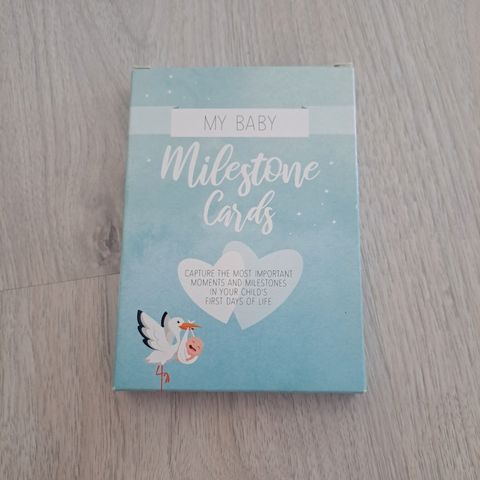 MY BABY
Milestone
Cards
CAPTURE THE MOST IMPORTANT
MOMENTS AND MILESTONES
IN YOUR CHILD'S
FIRST DAYS OF LIFE